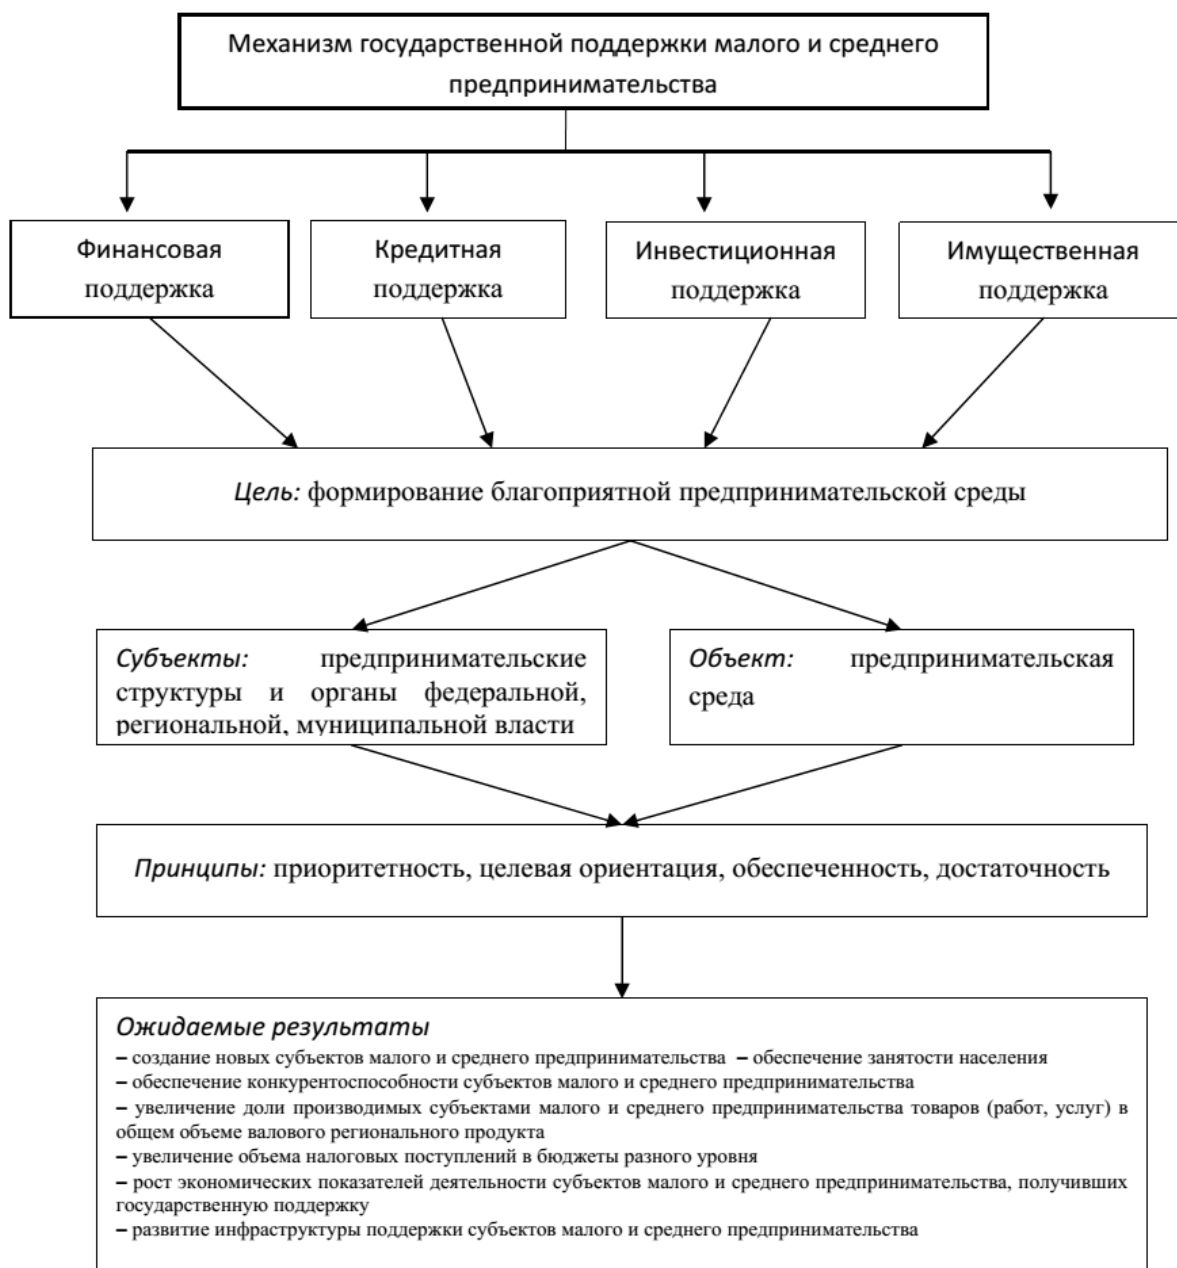 Механизм государственной поддержки малого и среднего
предпринимательства
Финансовая
поддержка
Кредитная
поддержка
Инвестиционная
поддержка
Имущественная
поддержка
Цель: формирование благоприятной предпринимательской среды
Субъекты: предпринимательские
структуры и органы федеральной,
региональной, муниципальной власти
Объект: предпринимательская
среда
Принципы: приоритетность, целевая ориентация, обеспеченность, достаточность
Ожидаемые результаты
– создание новых субъектов малого и среднего предпринимательства – обеспечение занятости населения
– обеспечение конкурентоспособности субъектов малого и среднего предпринимательства
– увеличение доли производимых субъектами малого и среднего предпринимательства товаров (работ, услуг) в
общем объеме валового регионального продукта
– увеличение объема налоговых поступлений в бюджеты разного уровня
– рост экономических показателей деятельности субъектов малого и среднего предпринимательства, получивших
государственную поддержку
– развитие инфраструктуры поддержки субъектов малого и среднего предпринимательства